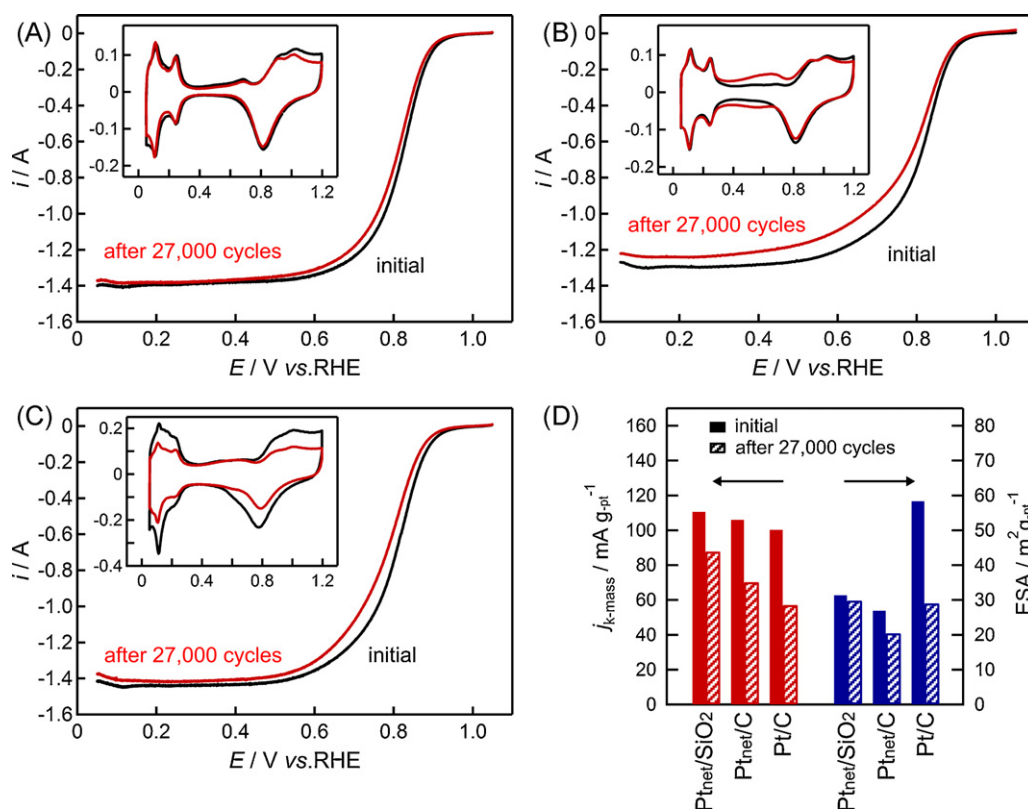 (A)
0
-0.2
-0.4
-0.6
-0.8
-1.0
-1.2
-1.4
-1.6
i / A
0.1
0
-0.1
-0.2
0 0.4 0.8 1.2
after 27,000 cycles
initial
0 0.2 0.4 0.6 0.8 1.0
E / V vs.RHE
(B)
0
-0.2
-0.4
-0.6
-0.8
-1.0
-1.2
-1.4
-1.6
i / A
0.1
0
-0.1
-0.2
0 0.4 0.8 1.2
after 27,000 cycles
initial
0 0.2 0.4 0.6 0.8 1.0
E / V vs.RHE
(C)
0
-0.2
-0.4
-0.6
-0.8
-1.0
-1.2
-1.4
-1.6
i / A
0.2
0
-0.2
-0.4
0 0.4 0.8 1.2
after 27,000 cycles
initial
0 0.2 0.4 0.6 0.8 1.0
E / V vs.RHE
(D)
160
140
120
100
80
60
40
20
0
jk-mass / mA g-pt-1
initial
after 27,000 cycles
80
70
60
50
40
30
20
10
0
ESA / m2g-pt-1
Ptnet/SiO2
Ptnet/C
Pt/C
Ptnet/SiO2
Ptnet/C
Pt/C